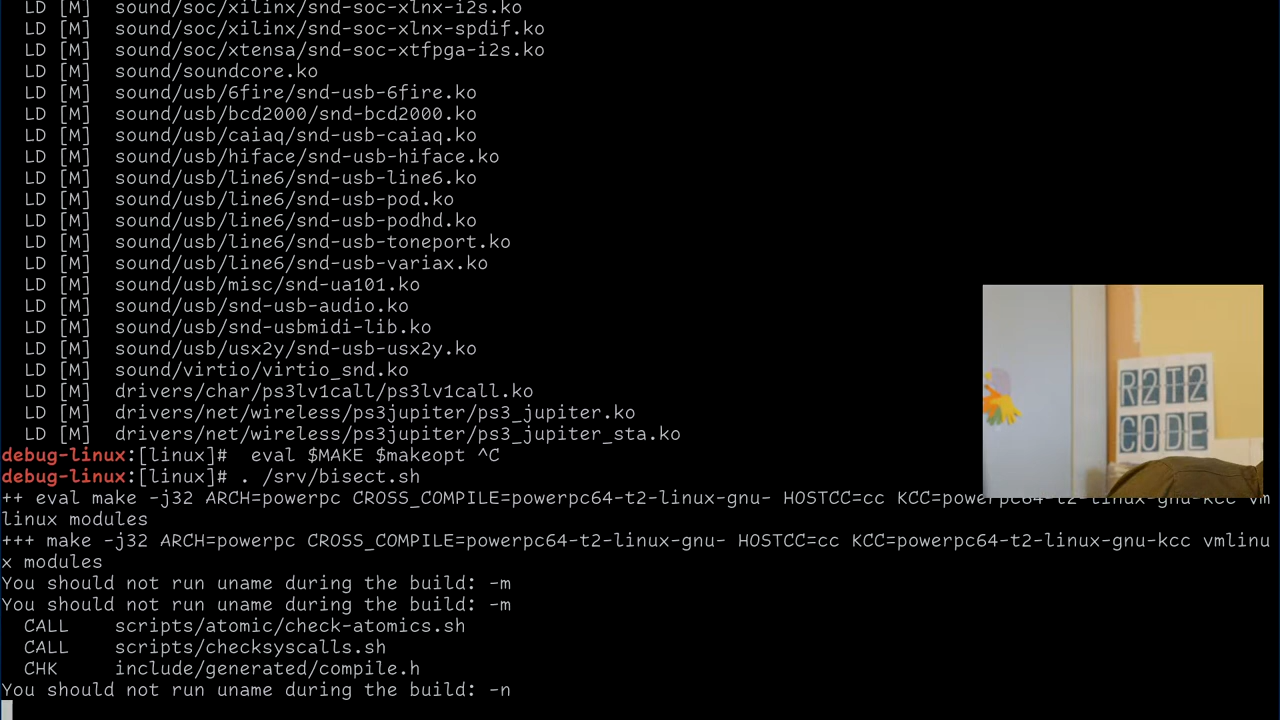 LD [M]  sound/soc/xilinx/snd-soc-xlnx-i2s.ko
LD [M]  sound/soc/xilinx/snd-soc-xlnx-spdif.ko
LD [M]  sound/soc/xtensa/snd-soc-xtfpga-i2s.ko
LD [M]  sound/soundcore.ko
LD [M]  sound/usb/6fire/snd-usb-6fire.ko
LD [M]  sound/usb/bcd2000/snd-bcd2000.ko
LD [M]  sound/usb/caiaq/snd-usb-caiaq.ko
LD [M]  sound/usb/hiface/snd-usb-hiface.ko
LD [M]  sound/usb/line6/snd-usb-line6.ko
LD [M]  sound/usb/line6/snd-usb-pod.ko
LD [M]  sound/usb/line6/snd-usb-podhd.ko
LD [M]  sound/usb/line6/snd-usb-toneport.ko
LD [M]  sound/usb/line6/snd-usb-variax.ko
LD [M]  sound/usb/misc/snd-ua101.ko
LD [M]  sound/usb/snd-usb-audio.ko
LD [M]  sound/usb/snd-usbmidi-lib.ko
LD [M]  sound/usb/usx2y/snd-usb-usx2y.ko
LD [M]  sound/virtio/virtio_snd.ko
LD [M]  drivers/char/ps3lv1call/ps3lv1call.ko
LD [M]  drivers/net/wireless/ps3jupiter/ps3_jupiter.ko
LD [M]  drivers/net/wireless/ps3jupiter/ps3_jupiter_sta.ko
debug-linux:[linux]#  eval $MAKE $makeopt ^C
debug-linux:[linux]# . /srv/bisect.sh
++ eval make -j32 ARCH=powerpc CROSS_COMPILE=powerpc64-t2-linux-gnu- HOSTCC=cc KCC=powerpc64-t2-linux-gnu-kcc vm
linux modules
+++ make -j32 ARCH=powerpc CROSS_COMPILE=powerpc64-t2-linux-gnu- HOSTCC=cc KCC=powerpc64-t2-linux-gnu-kcc vmlinu
x modules
You should not run uname during the build: -m
You should not run uname during the build: -m
CALL    scripts/atomic/check-atomics.sh
CALL    scripts/checksyscalls.sh
CHK     include/generated/compile.h
You should not run uname during the build: -n
R2T2
CODE